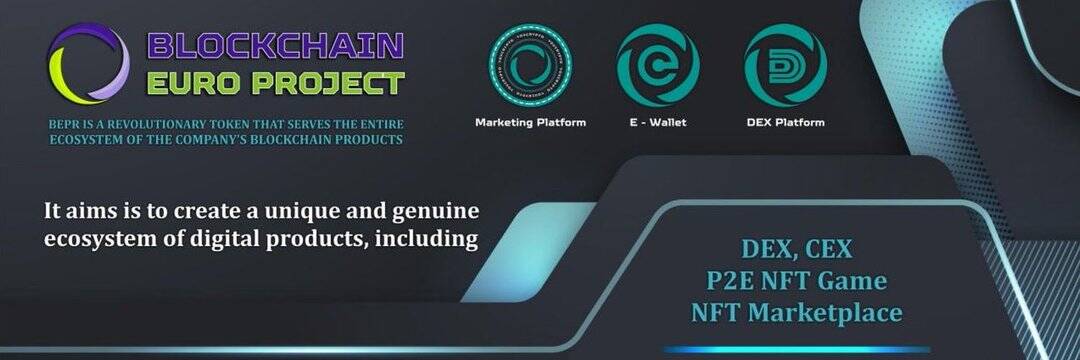 BLOCKCHAIN
EURO PROJECT
BEPR IS A REVOLUTIONARY TOKEN THAT SERVES THE ENTIRE
ECOSYSTEM OF THE COMPANY'S BLOCKCHAIN PRODUCTS
Marketing Platform
E - Wallet
DEX Platform
It aims is to create a unique and genuine
ecosystem of digital products, including
DEX, CEX
P2E NFT Game
NFT Marketplace